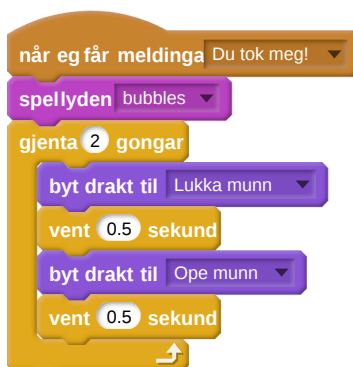 når eg får meldinga Du tok meg!
spel lyden bubbles
gjenta 2 gongar
byt drakt til Lukka munn
vent 0.5 sekund
byt drakt til Ope munn
vent 0.5 sekund